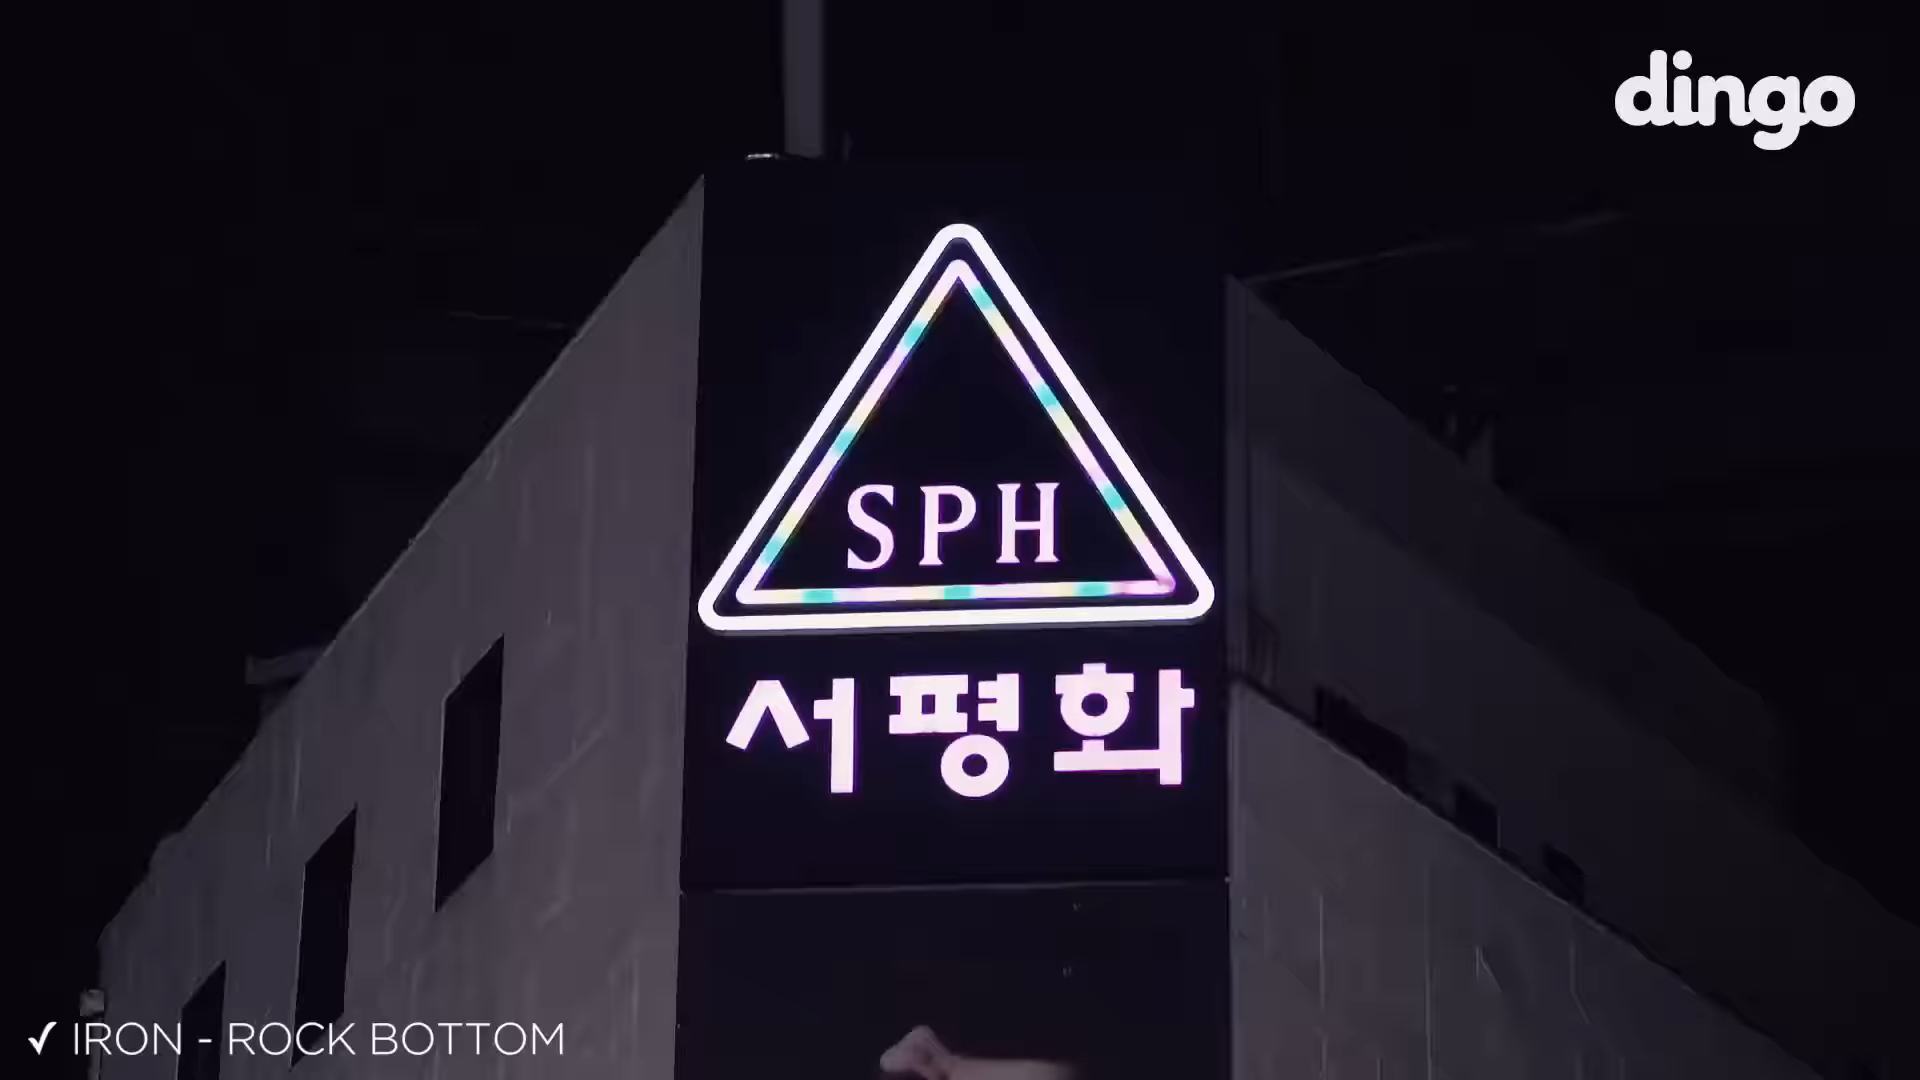 dingo
SPH
서평화
✓ IRON - ROCK BOTTOM